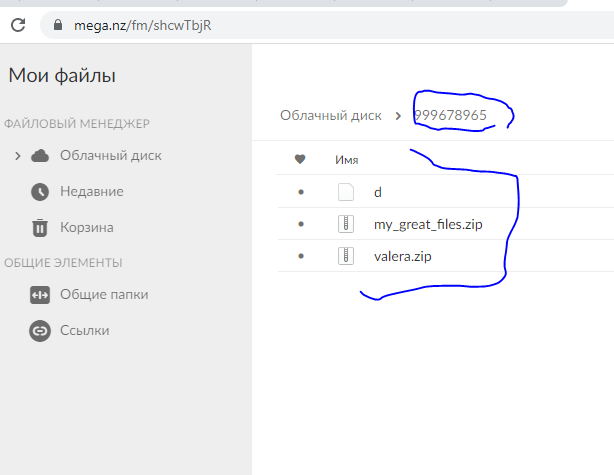 mega.nz/fm/shcwTbjR
Мои файлы
Облачный диск > 999678965
ФАЙЛОВЫЙ МЕНЕДЖЕР
Имя
Облачный диск
d
Недавние
my_great_files.zip
Корзина
valera.zip
ОБЩИЕ ЭЛЕМЕНТЫ
Общие папки
Ссылки